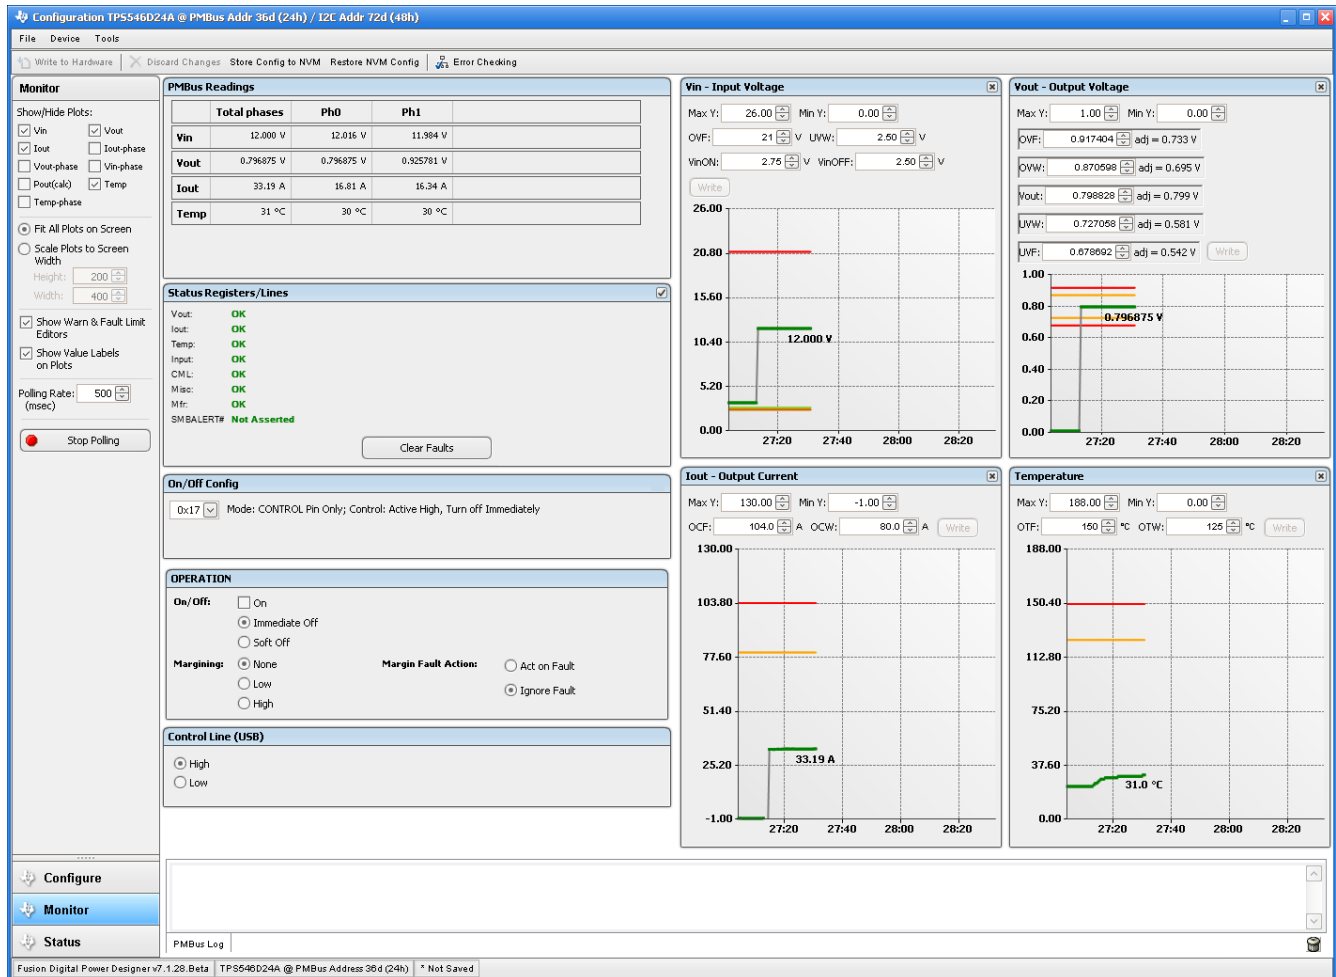 Configuration TPS546D24A @ PMBus Addr 36d (24h) / I2C Addr 72d (48h)
File Device Tools
Write to Hardware Discard Changes Store Config to NVM Restore NVM Config Error Checking
Monitor
Show/Hide Plots:
Vin Vout
Iout Iout-phase
Vout-phase Vin-phase
Pout(calc) Temp
Temp-phase
Fit All Plots on Screen
Scale Plots to Screen
Width
Height: 200
Width: 400
Show Warn & Fault Limit
Editors
Show Value Labels
on Plots
Polling Rate: 500
(msec)
Stop Polling
Configure
Monitor
Status
PMBus Readings
Total phases Ph0 Ph1
Vin 12.000 V 12.016 V 11.984 V
Vout 0.796875 V 0.796875 V 0.925781 V
Iout 33.19 A 16.81 A 16.34 A
Temp 31 °C 30 °C 30 °C
Status Registers/Lines
Vout: OK
Iout: OK
Temp: OK
Input: OK
CML: OK
Misc: OK
Mfr: OK
SMBALERT# Not Asserted
Clear Faults
On/Off Config
0x17 Mode: CONTROL Pin Only; Control: Active High, Turn off Immediately
OPERATION
On/Off: On
Immediate Off
Soft Off
Margining: None Margin Fault Action: Act on Fault
Low
Ignore Fault
High
Control Line (USB)
High
Low
Vin - Input Voltage
Max Y: 26.00 Min Y: 0.00
OVF: 21 V UVW: 2.50 V
VinON: 2.75 V VinOFF: 2.50 V
Write
26.00
20.80
15.60
10.40
5.20
0.00
12.000 V
27:20 27:40 28:00 28:20
Vout - Output Voltage
Max Y: 1.00 Min Y: 0.00
OVF: 0.917404 adj = 0.733 V
OVW: 0.870598 adj = 0.695 V
Vout: 0.798828 adj = 0.799 V
UVW: 0.727058 adj = 0.581 V
UVF: 0.678692 adj = 0.542 V Write
1.00
0.80
0.60
0.40
0.20
0.00
0.796875 V
27:20 27:40 28:00 28:20
Iout - Output Current
Max Y: 130.00 Min Y: -1.00
OCF: 104.0 A OCW: 80.0 A Write
130.00
103.80
77.60
51.40
25.20
-1.00
33.19 A
27:20 27:40 28:00 28:20
Temperature
Max Y: 188.00 Min Y: 0.00
OTF: 150 °C OTW: 125 °C Write
188.00
150.40
112.80
75.20
37.60
0.00
31.0 °C
27:20 27:40 28:00 28:20
PMBus Log
Fusion Digital Power Designer v7.1.28.Beta TPS546D24A @ PMBus Address 36d (24h) * Not Saved